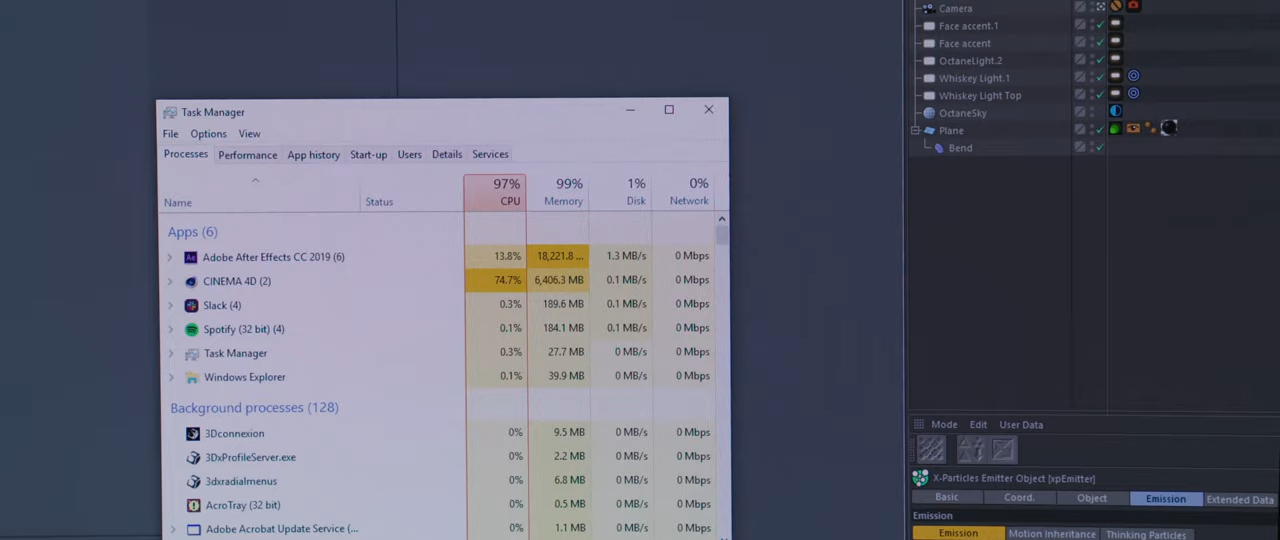 Camera
Face accent.1
Face accent
OctaneLight.2
Whiskey Light.1
Whiskey Light Top
OctaneSky
Plane
Bend
Task Manager
File Options View
Processes Performance App history Start-up Users Details Services
97% 99% 1% 0%
Name Status CPU Memory Disk Network
Apps (6)
Adobe After Effects CC 2019 (6) 13.8% 18,221.8 ... 1.3 MB/s 0 Mbps
CINEMA 4D (2) 74.7% 6,406.3 MB 0.1 MB/s 0 Mbps
Slack (4) 0.3% 189.6 MB 0.1 MB/s 0 Mbps
Spotify (32 bit) (4) 0.1% 184.1 MB 0.1 MB/s 0 Mbps
Task Manager 0.3% 27.7 MB 0 MB/s 0 Mbps
Windows Explorer 0.1% 39.9 MB 0 MB/s 0 Mbps
Background processes (128)
3Dconnexion 0% 9.5 MB 0 MB/s 0 Mbps
3DxProfileServer.exe 0% 2.2 MB 0 MB/s 0 Mbps
3dxradialmenus 0% 6.8 MB 0 MB/s 0 Mbps
AcroTray (32 bit) 0% 0.5 MB 0 MB/s 0 Mbps
Adobe Acrobat Update Service (... 0% 1.1 MB 0 MB/s 0 Mbps
Mode Edit User Data
X-Particles Emitter Object [xpEmitter]
Basic Coord. Object Emission Extended Data
Emission
Emission Motion Inheritance Thinking Particles